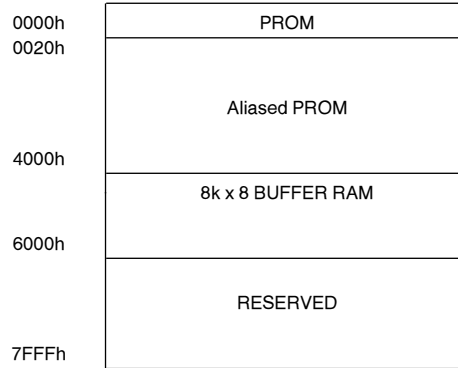 0000h PROM
0020h
Aliased PROM
4000h
8k x 8 BUFFER RAM
6000h
RESERVED
7FFFh